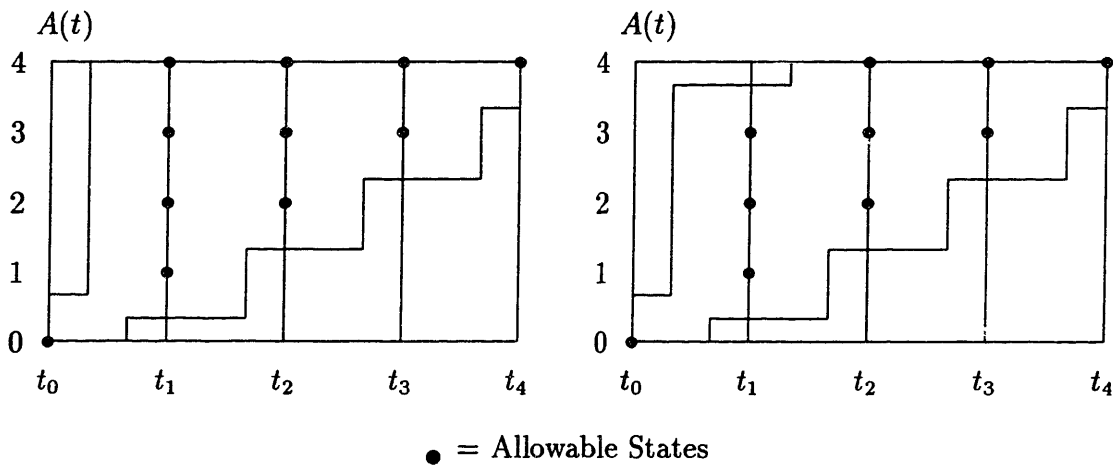 A(t)
4
3
2
1
0
t₀ t₁ t₂ t₃ t₄
A(t)
4
3
2
1
0
t₀ t₁ t₂ t₃ t₄
● = Allowable States